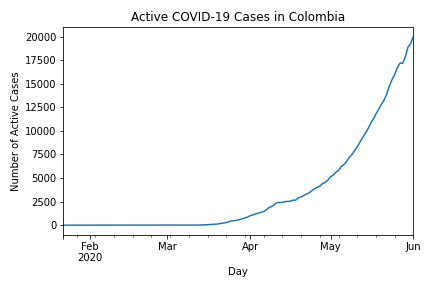 Active COVID-19 Cases in Colombia
Number of Active Cases
20000
17500
15000
12500
10000
7500
5000
2500
0
Feb
2020
Mar
Apr
May
Jun
Day